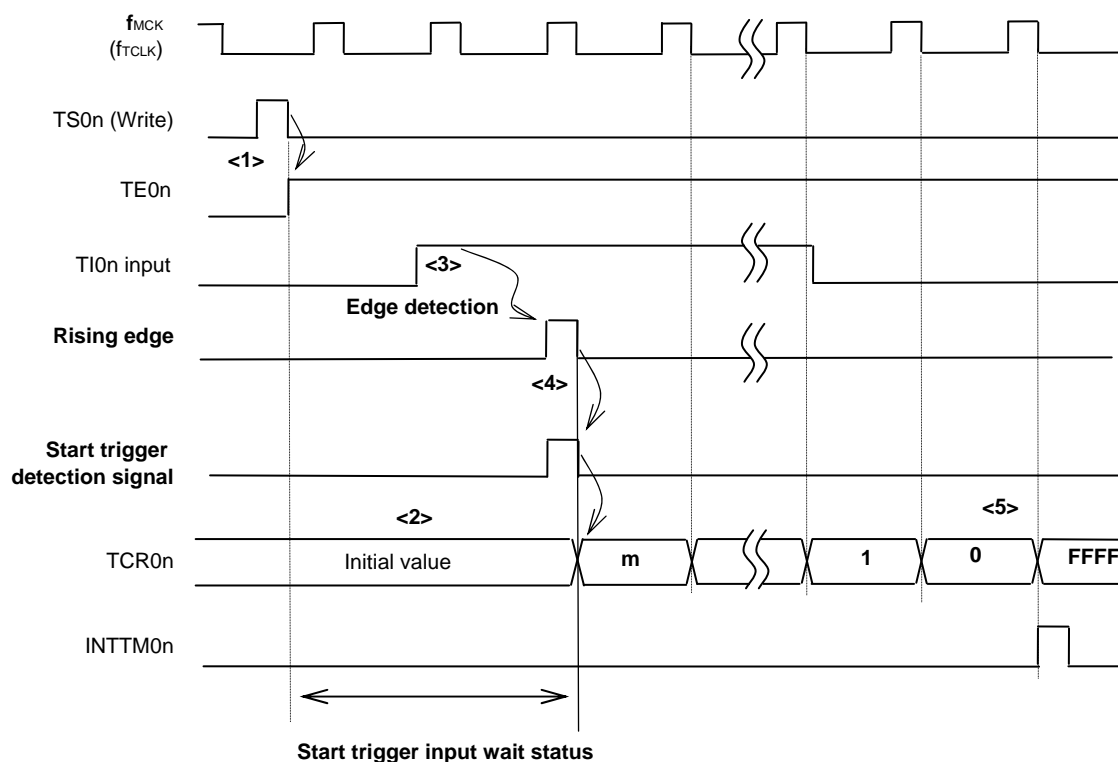 fMCK
(fTCLK)
TS0n (Write)
<1>
TE0n
TI0n input
<3>
Edge detection
Rising edge
<4>
Start trigger
detection signal
<2>
<5>
TCR0n
Initial value
m
1
0
FFFF
INTTM0n
Start trigger input wait status